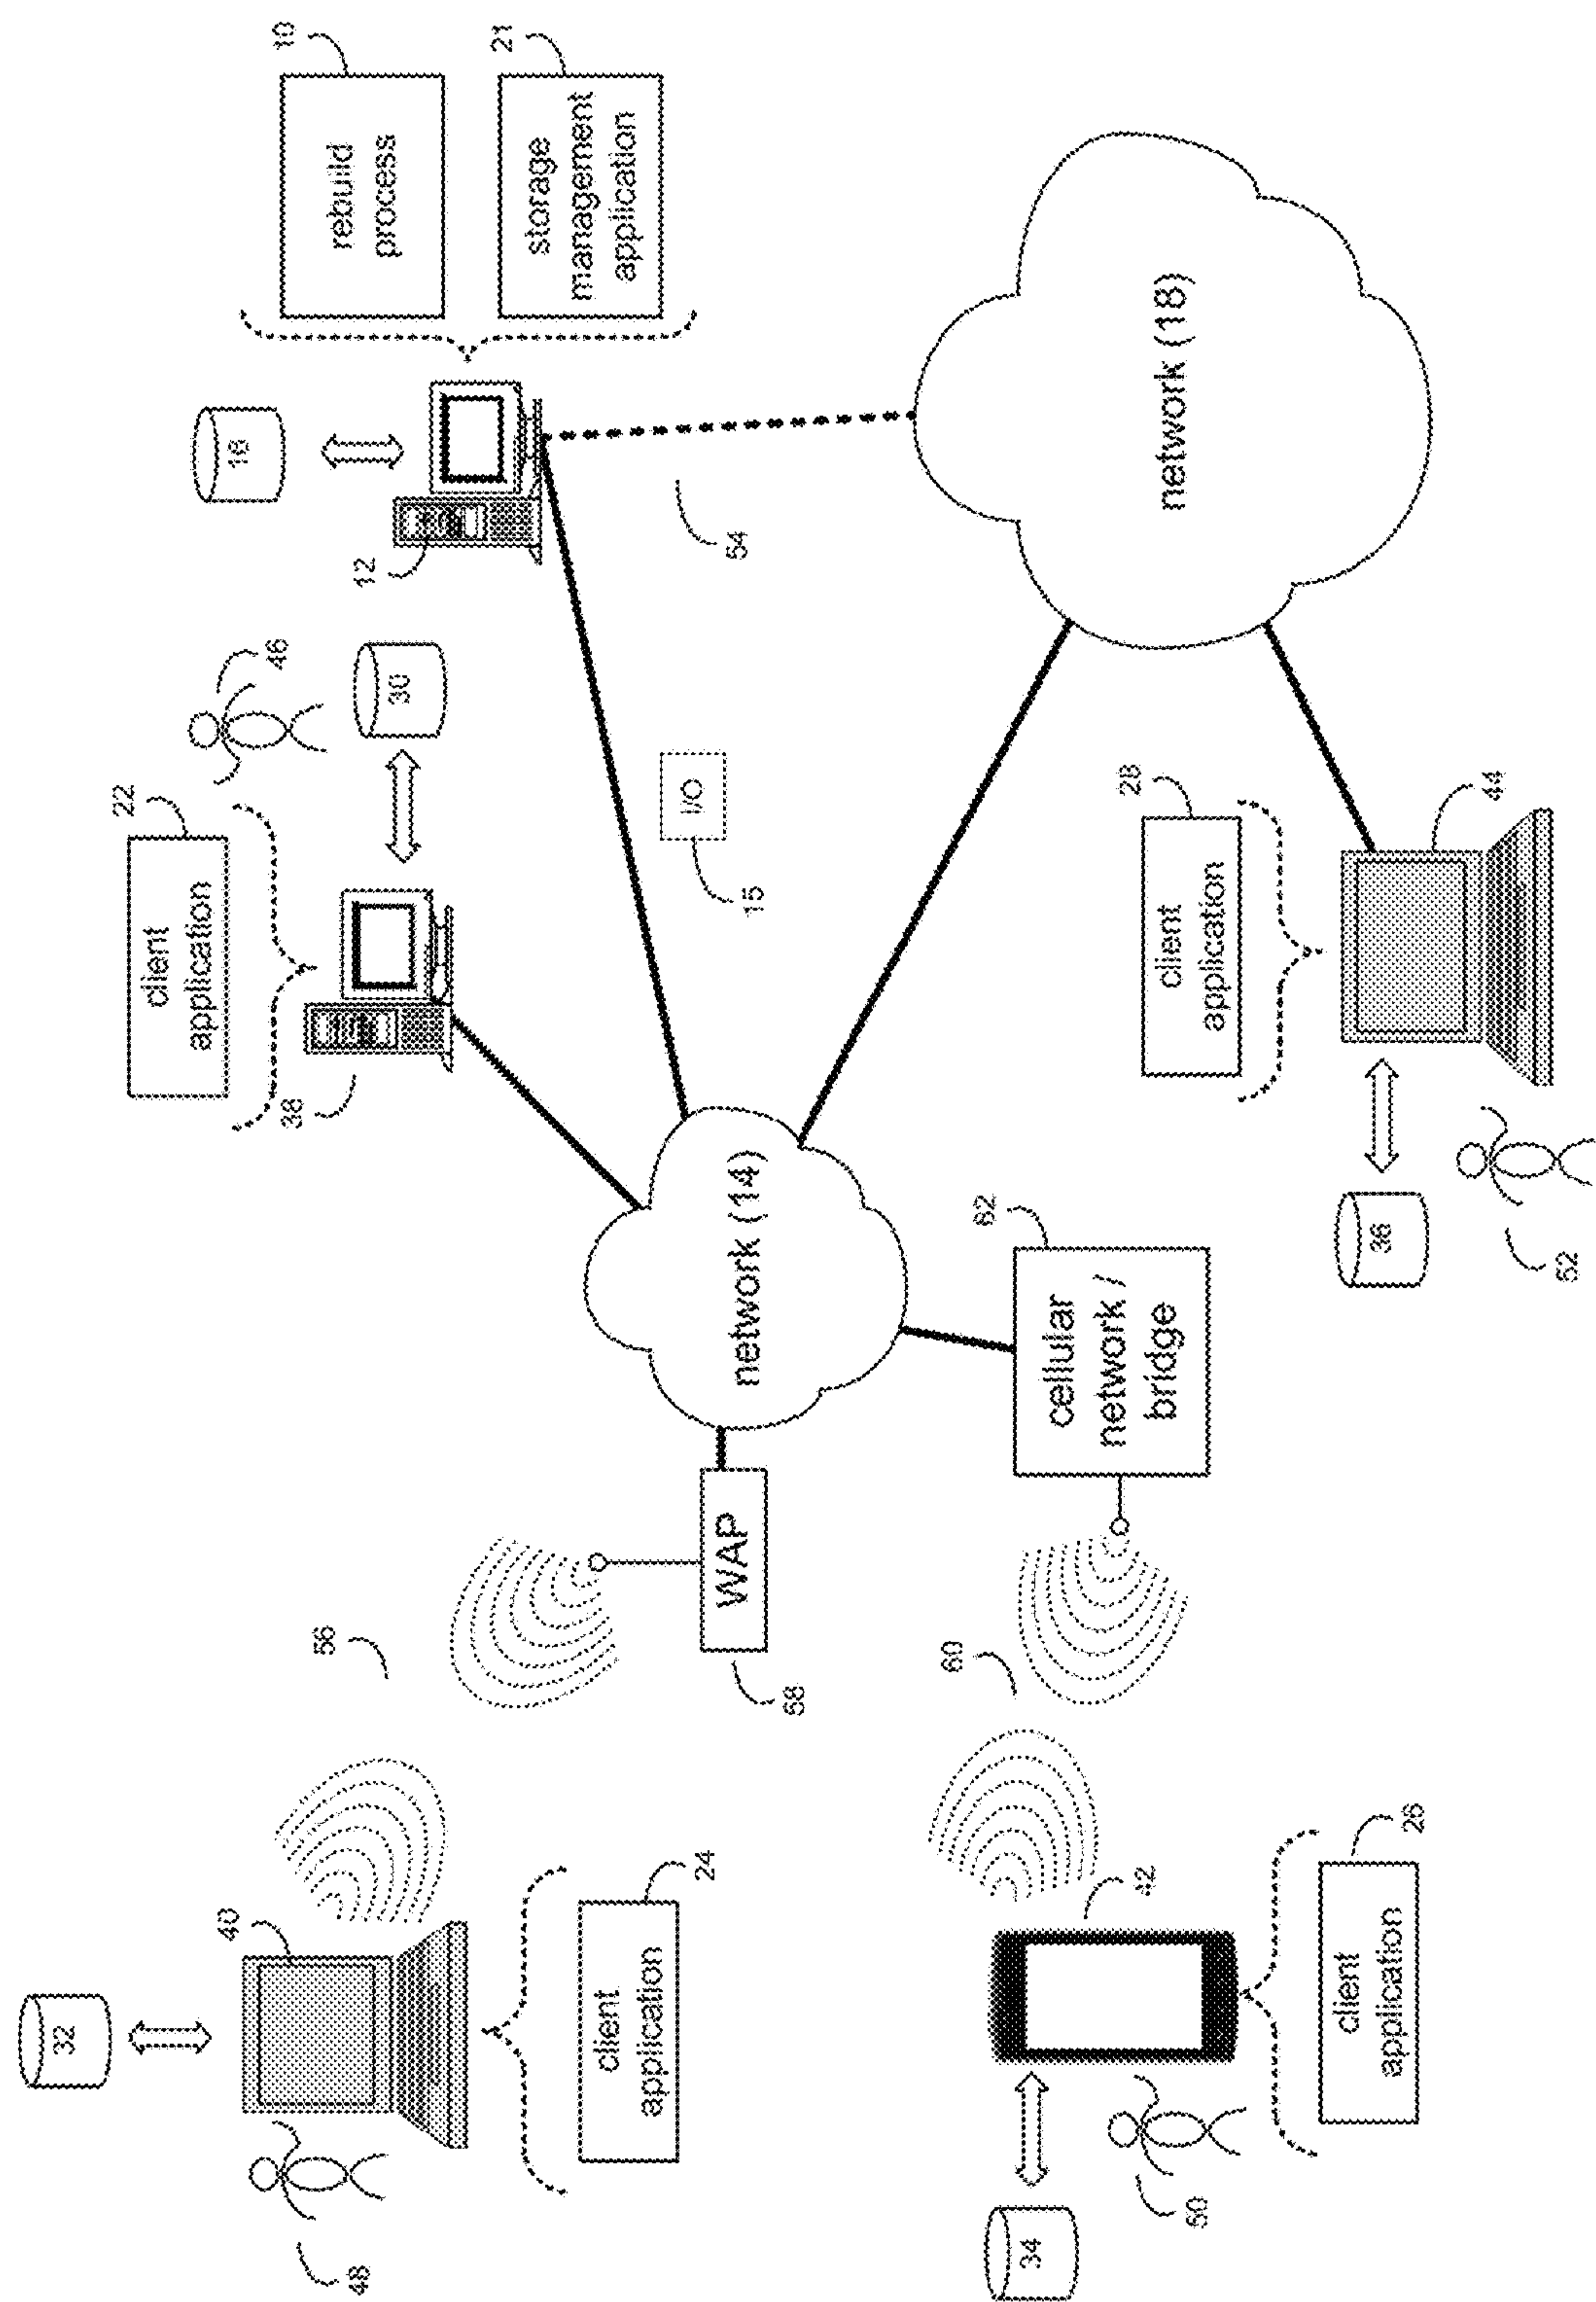 32
22
client
application
16
40
46
10
38
56
rebuild
process
48
12
30
21
storage
management
application
client
application
24
I/O
WAP
54
network (14)
15
58
60
62
34
cellular
network /
bridge
28
42
network (18)
client
application
50
client
application
36
26
44
52